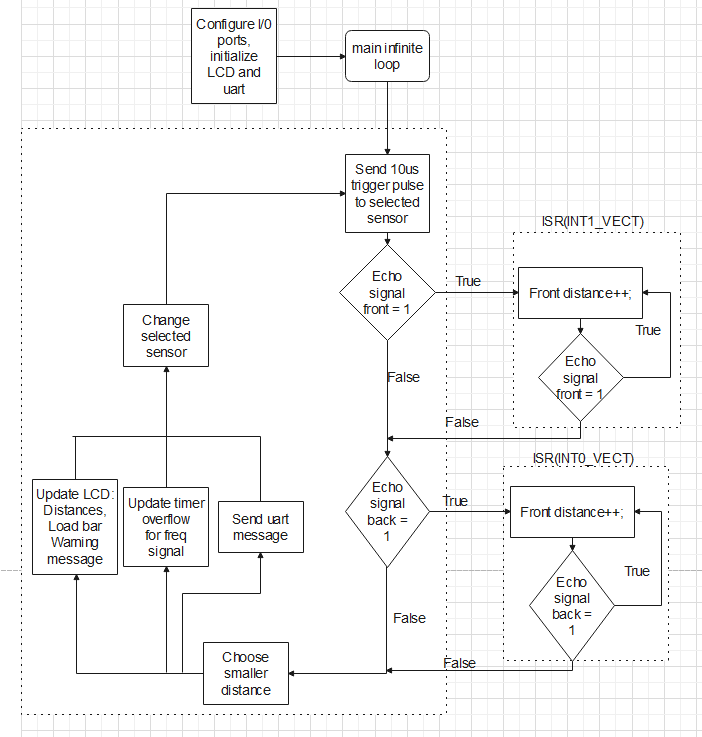 Configure I/0
ports,
initialize
LCD and
uart
main infinite
loop
Send 10us
trigger pulse
to selected
sensor
ISR(INT1_VECT)
Echo
signal
front = 1
True
Front distance++;
True
Change
selected
sensor
Echo
signal
front = 1
False
False
ISR(INT0_VECT)
Update LCD:
Distances,
Load bar
Warning
message
Update timer
overflow
for freq
signal
Send uart
message
Echo
signal
back =
1
True
Front distance++;
True
Echo
signal
back =
1
False
False
Choose
smaller
distance